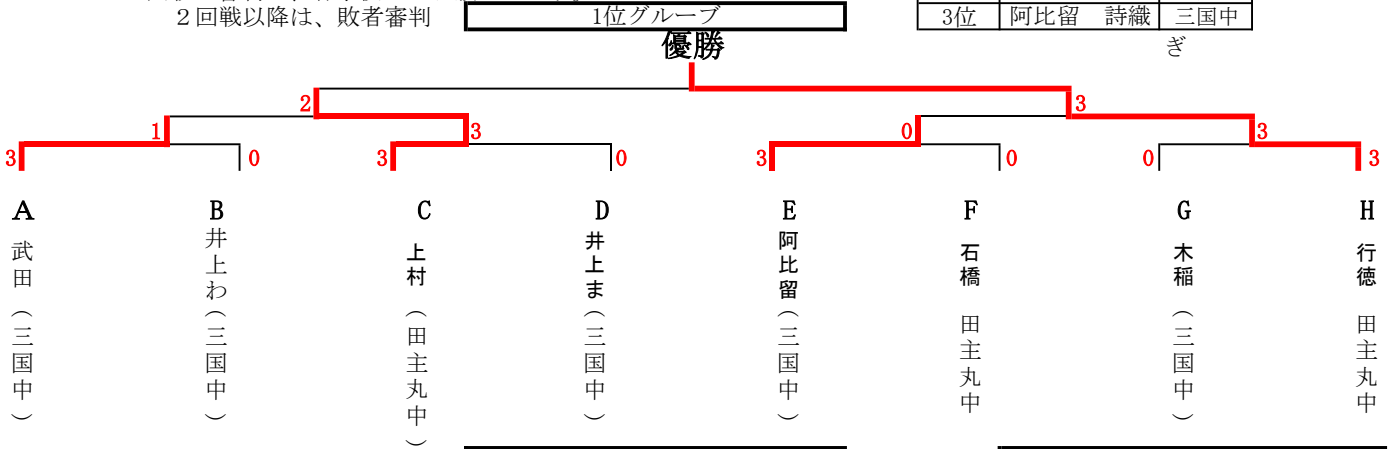 ２回戦以降は、敗者審判
1位グループ
3位 阿比留 詩織 三国中
優勝
ぎ
2 3
1 3 0 3
3 0 3 0 3 0 0 3
A B C D E F G H
武田（三国中）
井上わ（三国中）
上村（田主丸中）
井上ま（三国中）
阿比留（三国中）
石橋 田主丸中
木稲（三国中）
行徳 田主丸中